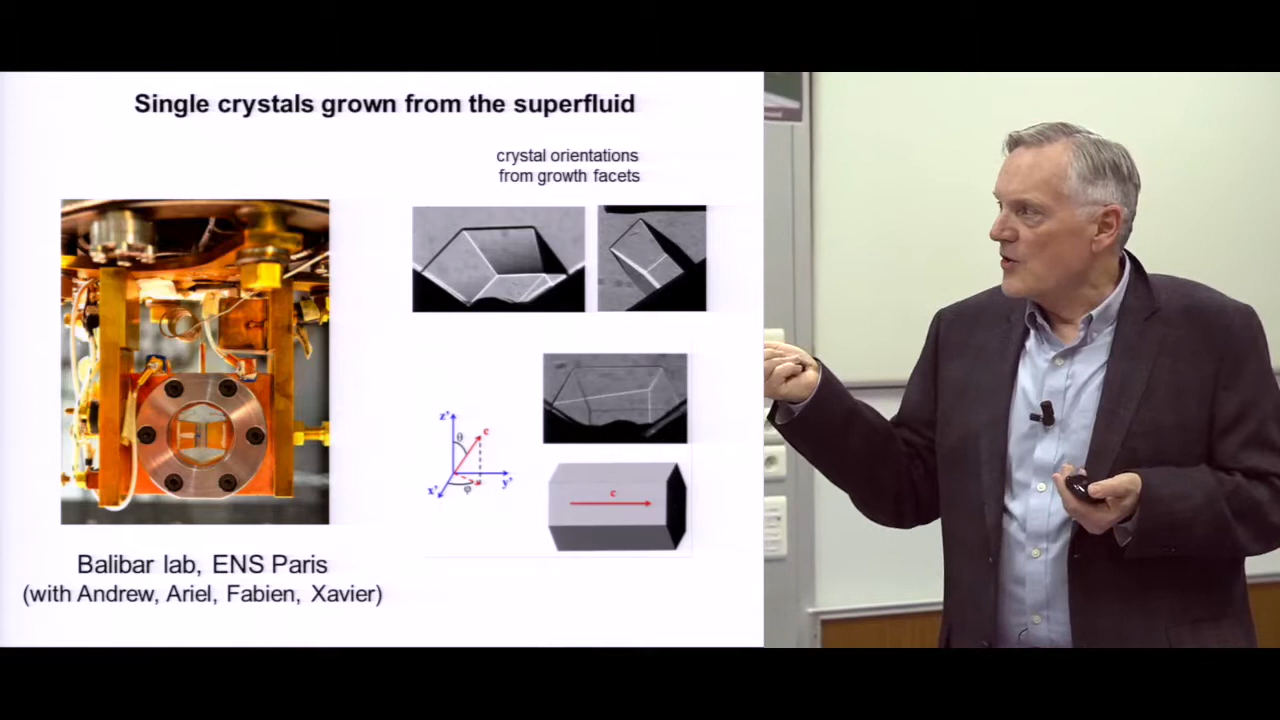 Single crystals grown from the superfluid
crystal orientations
from growth facets
z'
θ
c
x'
φ
y'
c
Balibar lab, ENS Paris
(with Andrew, Ariel, Fabien, Xavier)